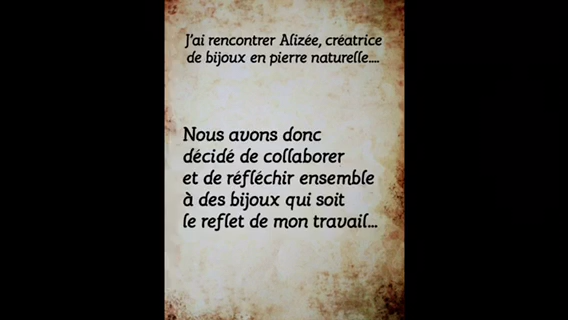 J'ai rencontrer Alizée, créatrice
de bijoux en pierre naturelle....
Nous avons donc
décidé de collaborer
et de réfléchir ensemble
à des bijoux qui soit
le reflet de mon travail...